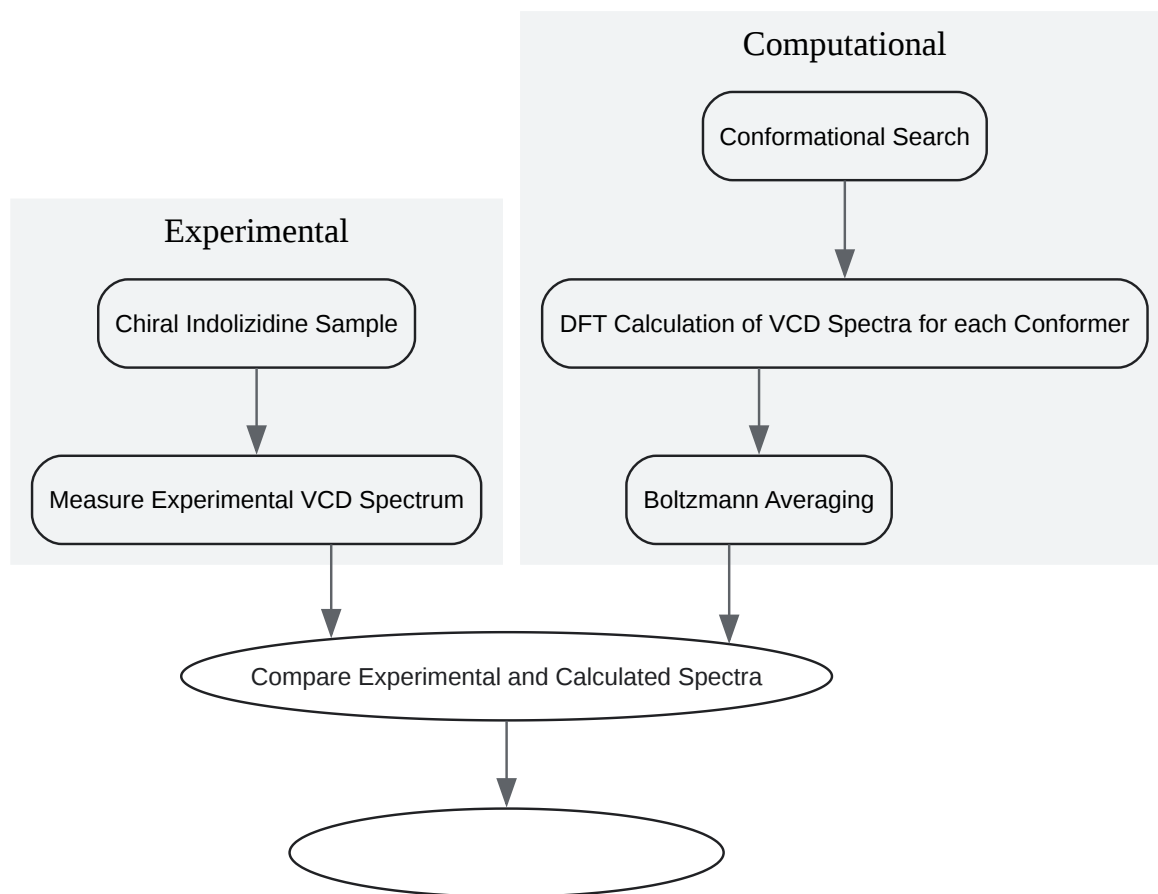 Computational
Conformational Search
Experimental
Chiral Indolizidine Sample
DFT Calculation of VCD Spectra for each Conformer
Measure Experimental VCD Spectrum
Boltzmann Averaging
Compare Experimental and Calculated Spectra